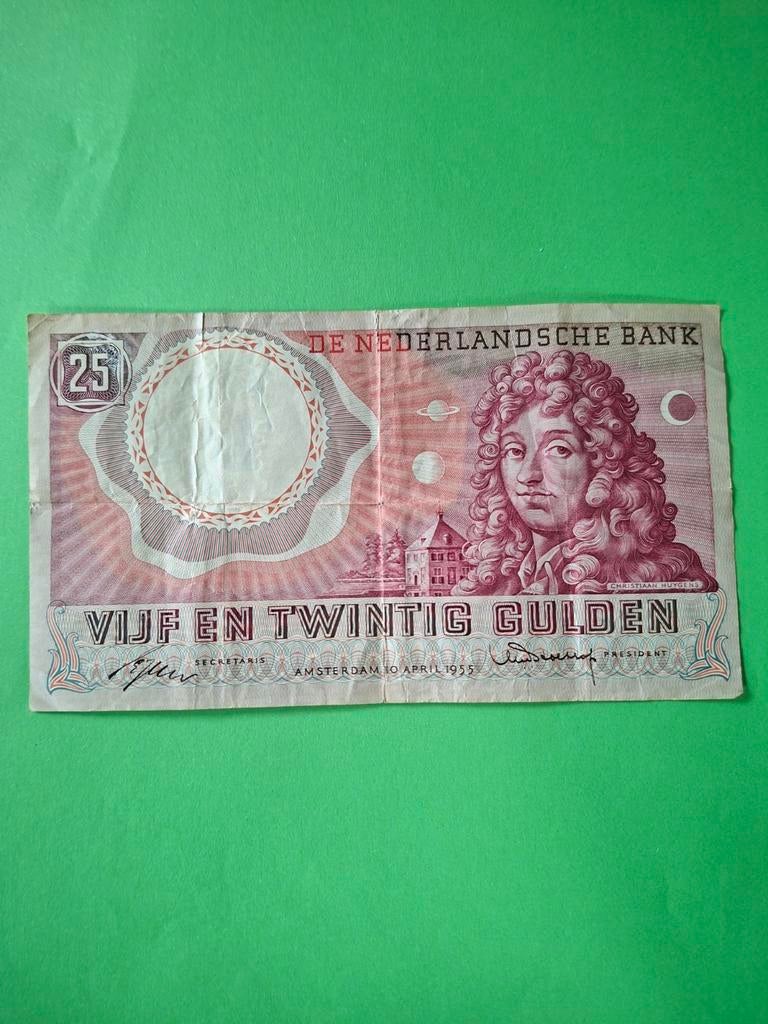 DE NEDERLANDSCHE BANK
25
CHRISTIAAN HUYGENS
VIJF EN TWINTIG GULDEN
SECRETARIS
AMSTERDAM 10 APRIL 1955
PRESIDENT